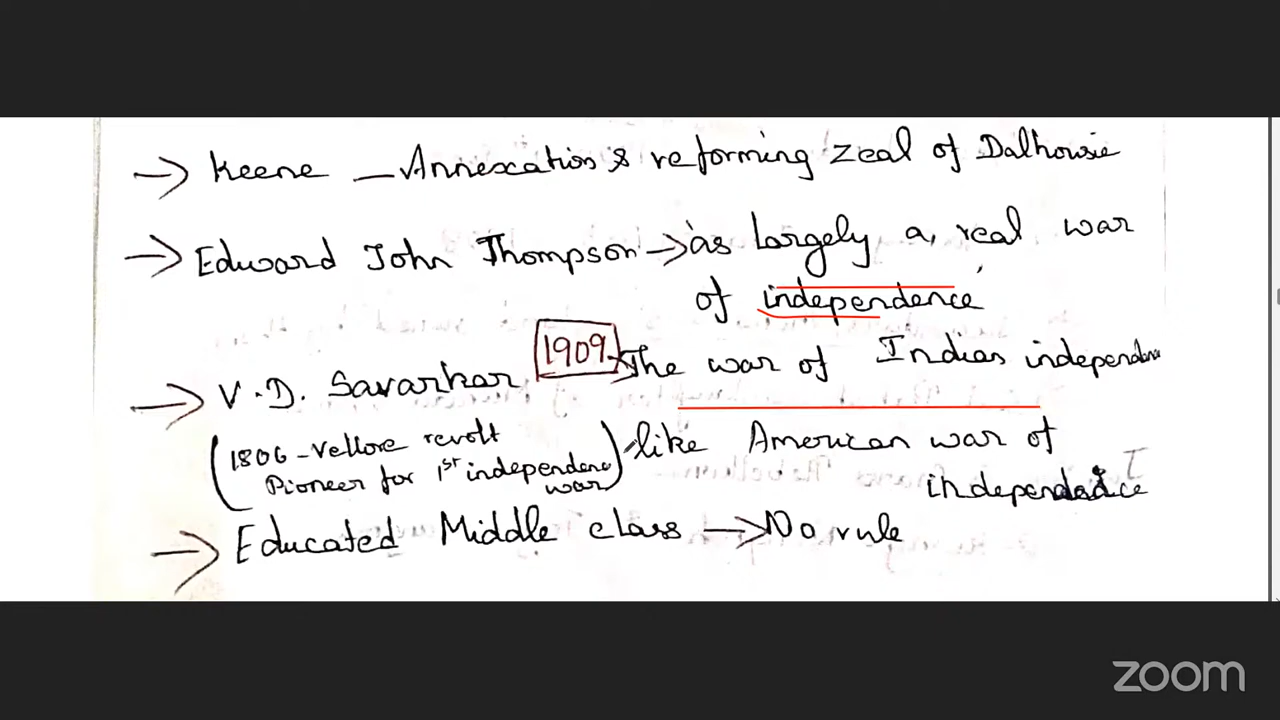 → Keene — Annexation & reforming zeal of Dalhousie
→ Edward John Thompson → 'as largely a real war
of independence'
1909
→ V.D. Savarkar → The war of Indian independence
(1806 - Vellore revolt
Pioneer for 1st independence
war)
like American war of
independence
→ Educated Middle class → No rule
zoom